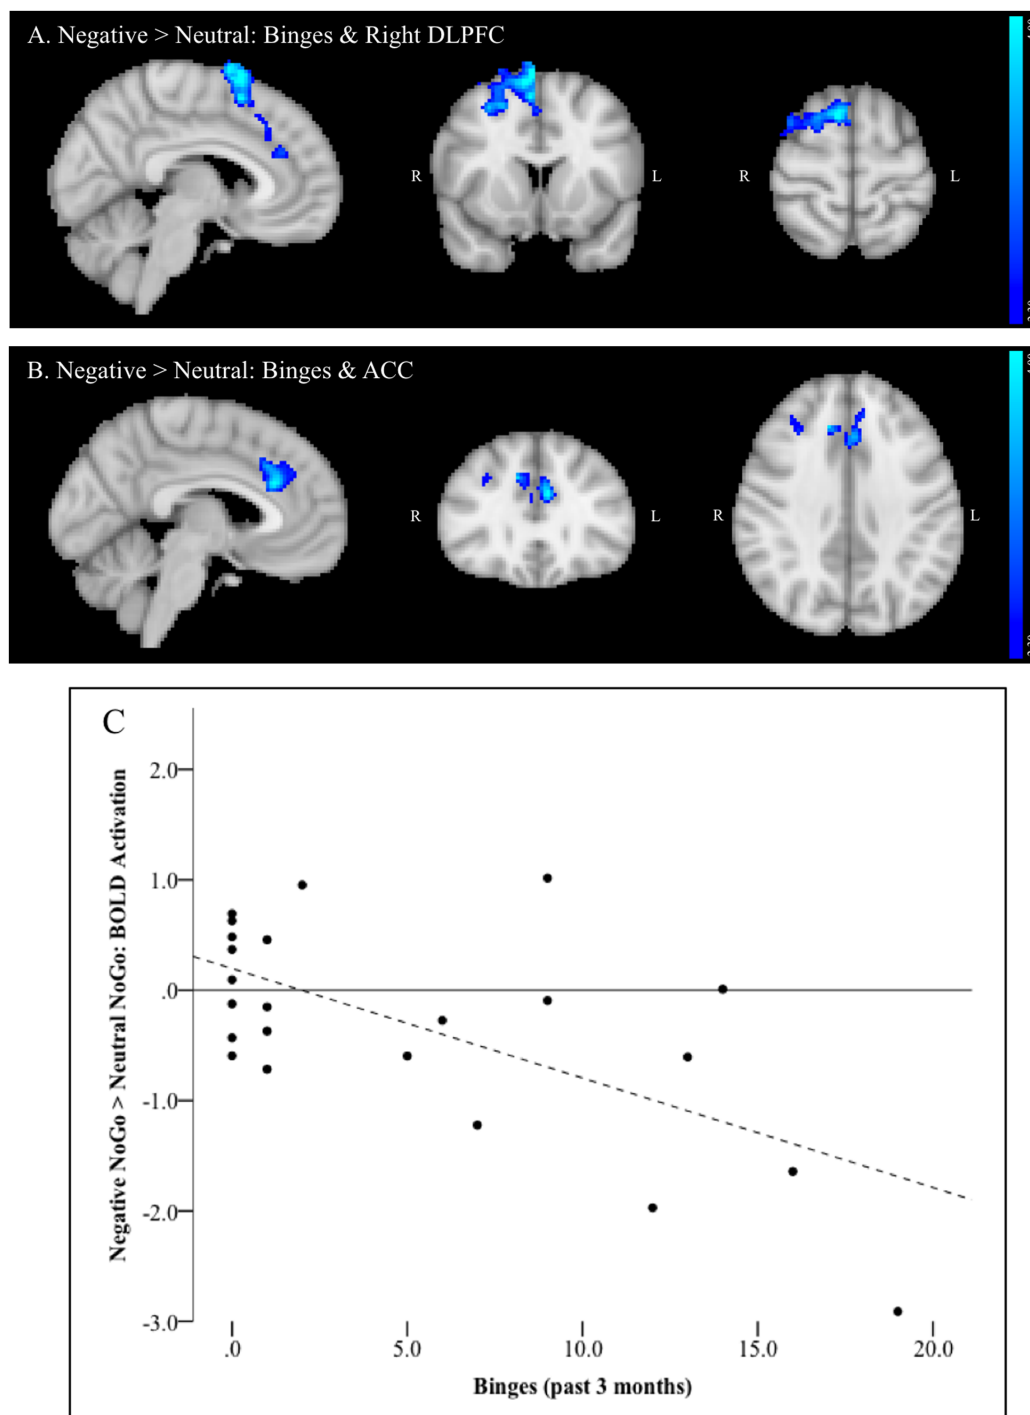 A. Negative > Neutral: Binges & Right DLPFC
R
L
R
L
B. Negative > Neutral: Binges & ACC
R
L
R
L
C
Negative NoGo > Neutral NoGo: BOLD Activation
2.0
1.0
.0
-1.0
-2.0
-3.0
.0 5.0 10.0 15.0 20.0
Binges (past 3 months)